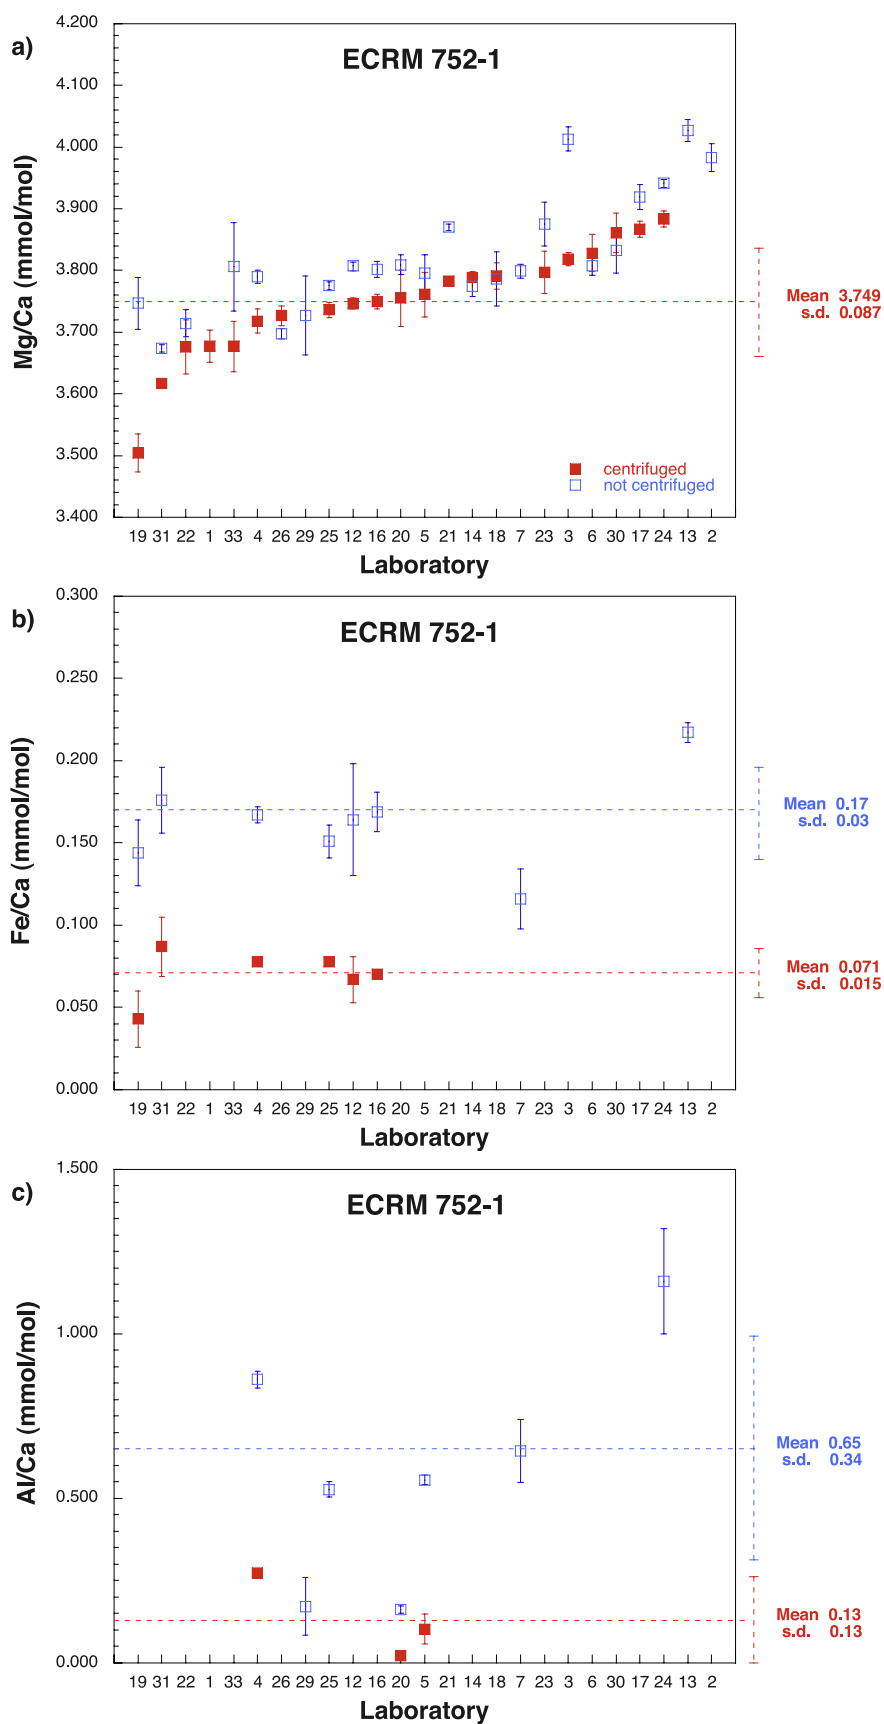 a)
ECRM 752-1
Mg/Ca (mmol/mol)
4.200
4.100
4.000
3.900
3.800
3.700
3.600
3.500
3.400
Mean 3.749
s.d. 0.087
centrifuged
not centrifuged
19 31 22 1 33 4 26 29 25 12 16 20 5 21 14 18 7 23 3 6 30 17 24 13 2
Laboratory
b)
ECRM 752-1
Fe/Ca (mmol/mol)
0.300
0.250
0.200
0.150
0.100
0.050
0.000
Mean 0.17
s.d. 0.03
Mean 0.071
s.d. 0.015
19 31 22 1 33 4 26 29 25 12 16 20 5 21 14 18 7 23 3 6 30 17 24 13 2
Laboratory
c)
ECRM 752-1
Al/Ca (mmol/mol)
1.500
1.000
0.500
0.000
Mean 0.65
s.d. 0.34
Mean 0.13
s.d. 0.13
19 31 22 1 33 4 26 29 25 12 16 20 5 21 14 18 7 23 3 6 30 17 24 13 2
Laboratory